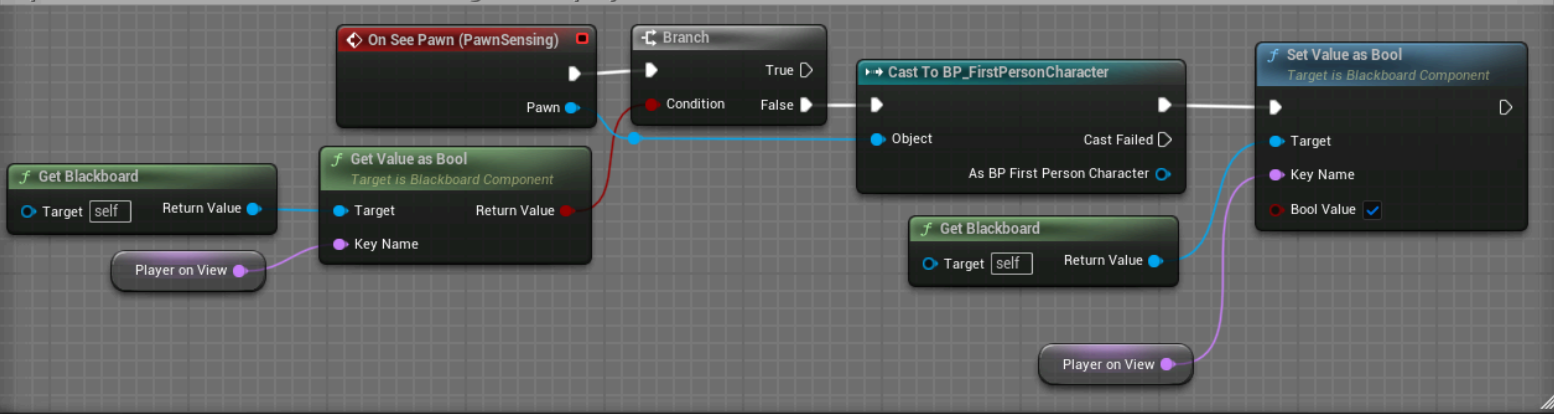 On See Pawn (PawnSensing)
Pawn
Branch
True
Condition
False
Cast To BP_FirstPersonCharacter
Object
Cast Failed
As BP First Person Character
Set Value as Bool
Target is Blackboard Component
Target
Key Name
Bool Value
Get Blackboard
Target self
Return Value
Get Value as Bool
Target is Blackboard Component
Target
Return Value
Key Name
Player on View
Get Blackboard
Target self
Return Value
Player on View